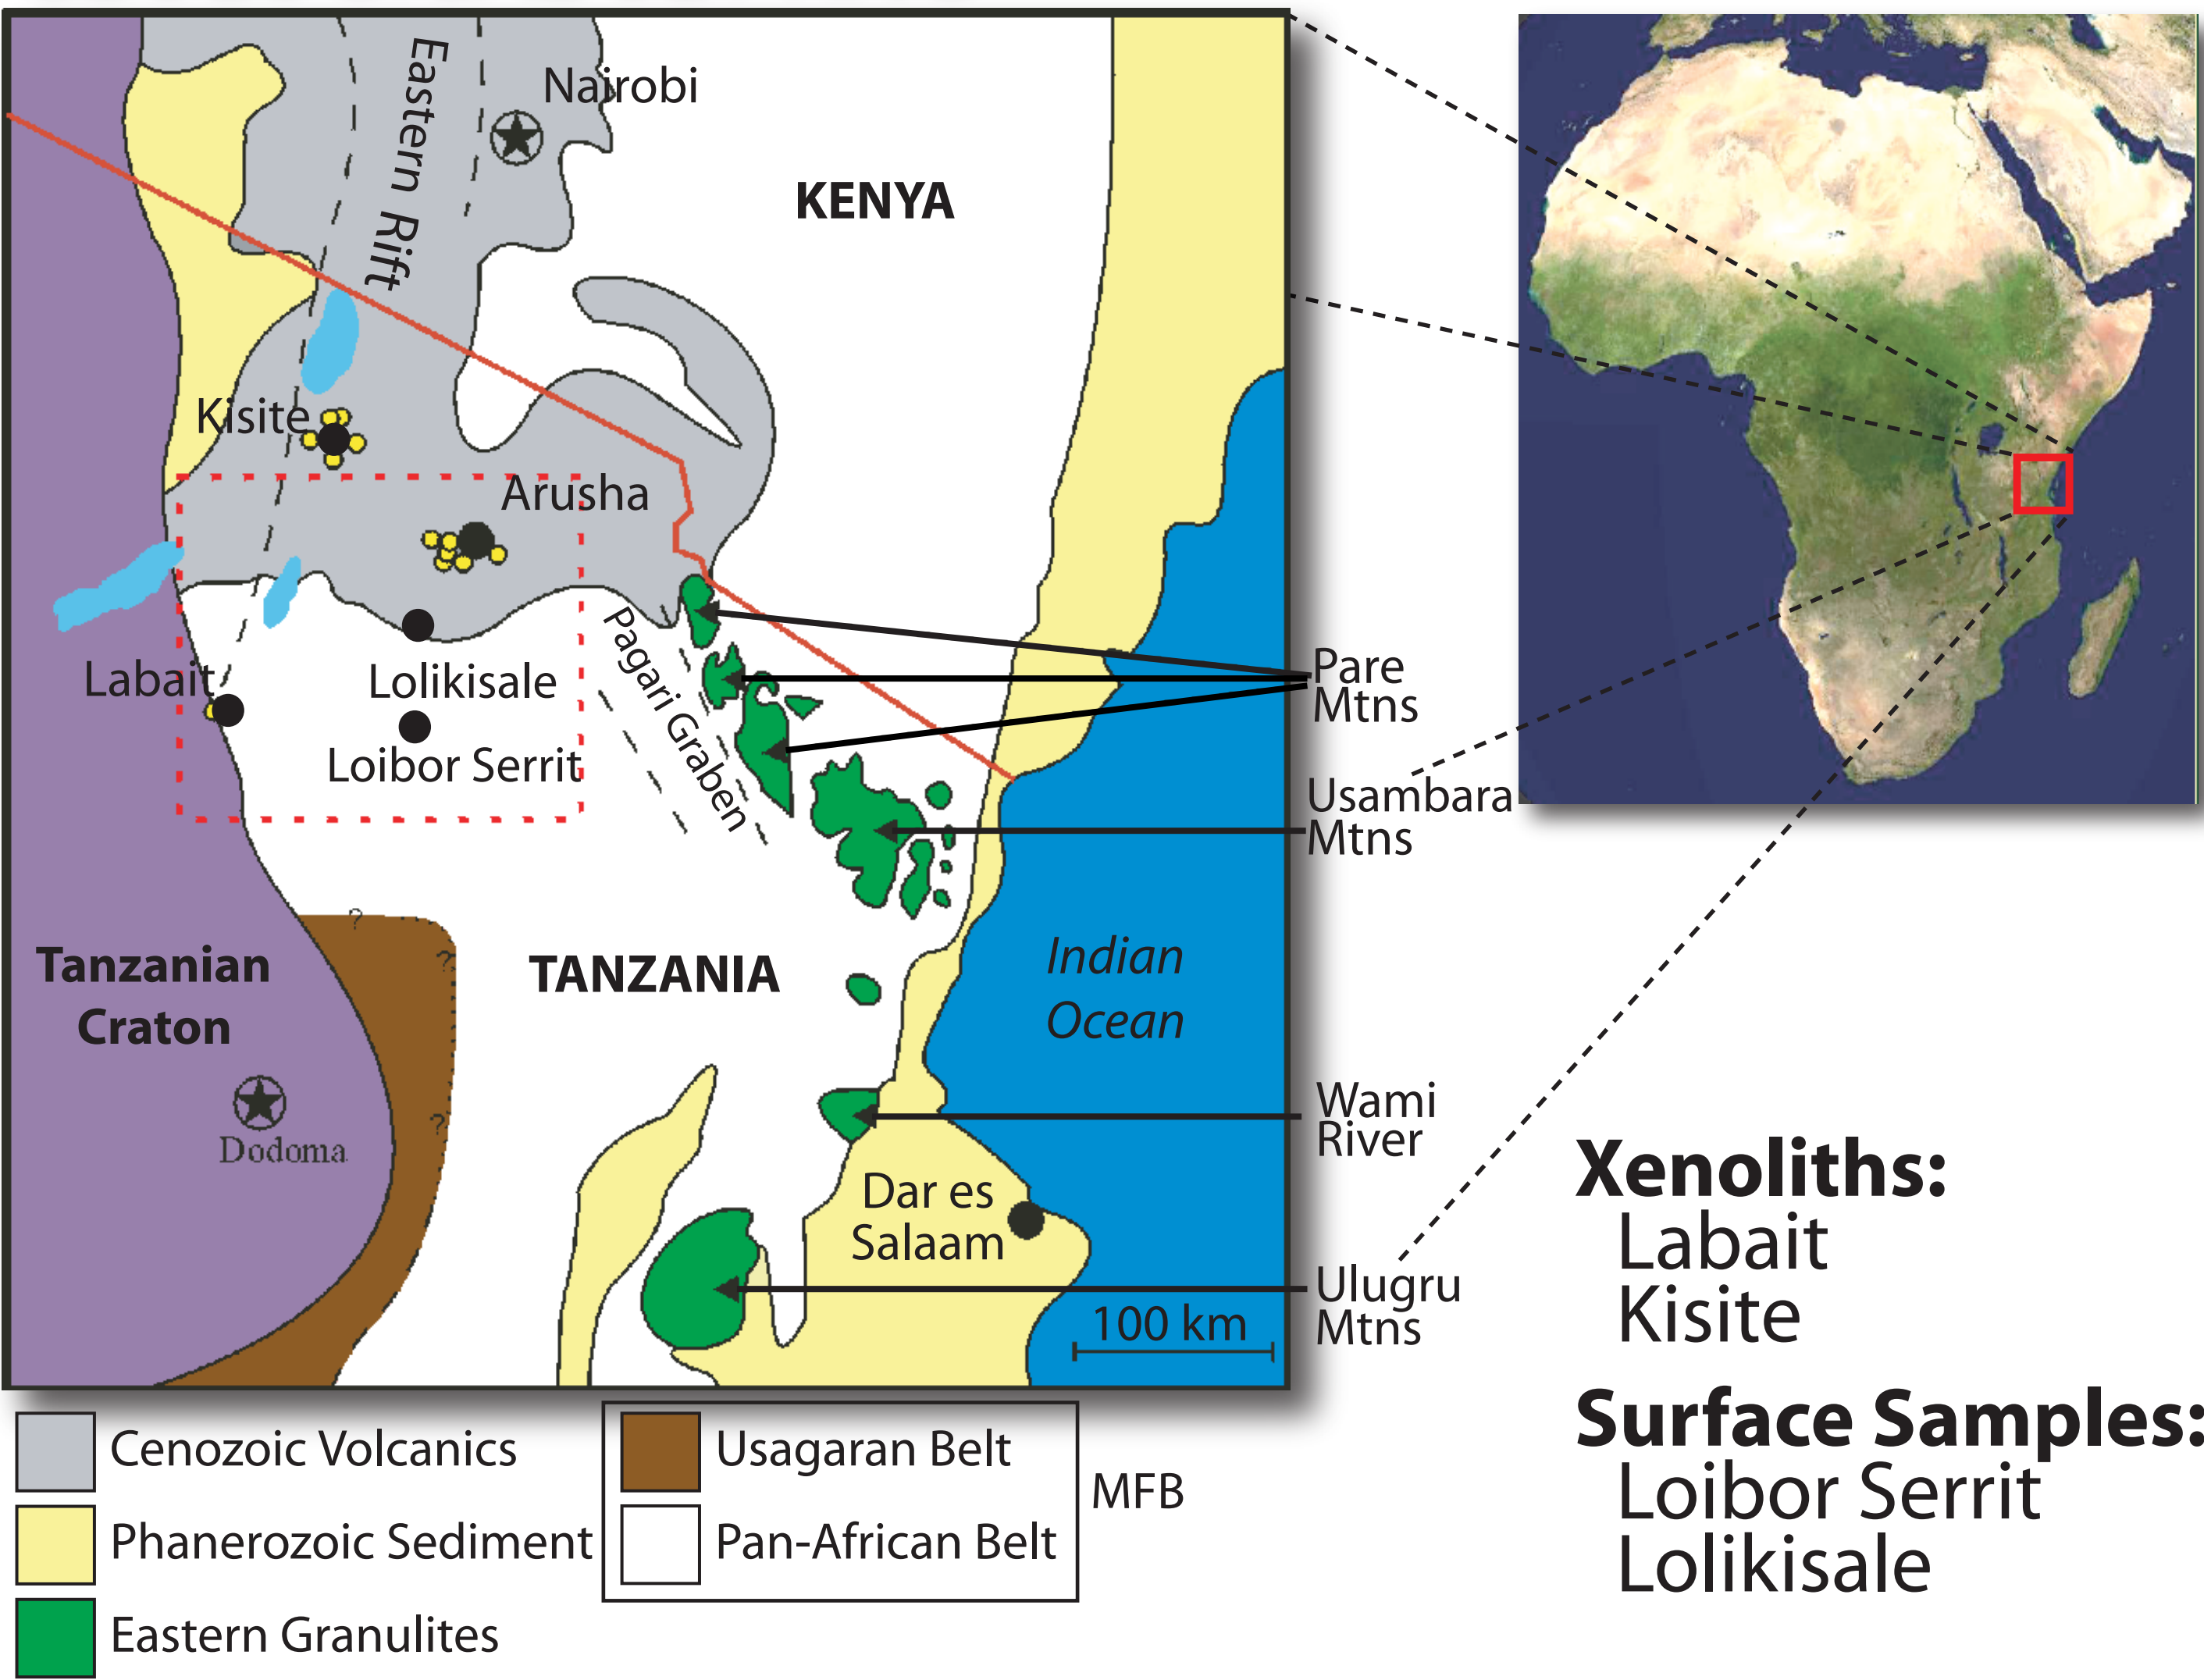 Eastern Rift
Nairobi
KENYA
Kisite
Arusha
Labait
Lolikisale
Loibor Serrit
Pagari Graben
Pare
Mtns
Usambara
Mtns
?
?
?
Tanzanian
Craton
TANZANIA
Indian
Ocean
Dodoma
Wami
River
Dar es
Salaam
Ulugru
Mtns
100 km
Xenoliths:
Labait
Kisite
Surface Samples:
Loibor Serrit
Lolikisale
Cenozoic Volcanics
Phanerozoic Sediment
Eastern Granulites
Usagaran Belt
Pan-African Belt
MFB